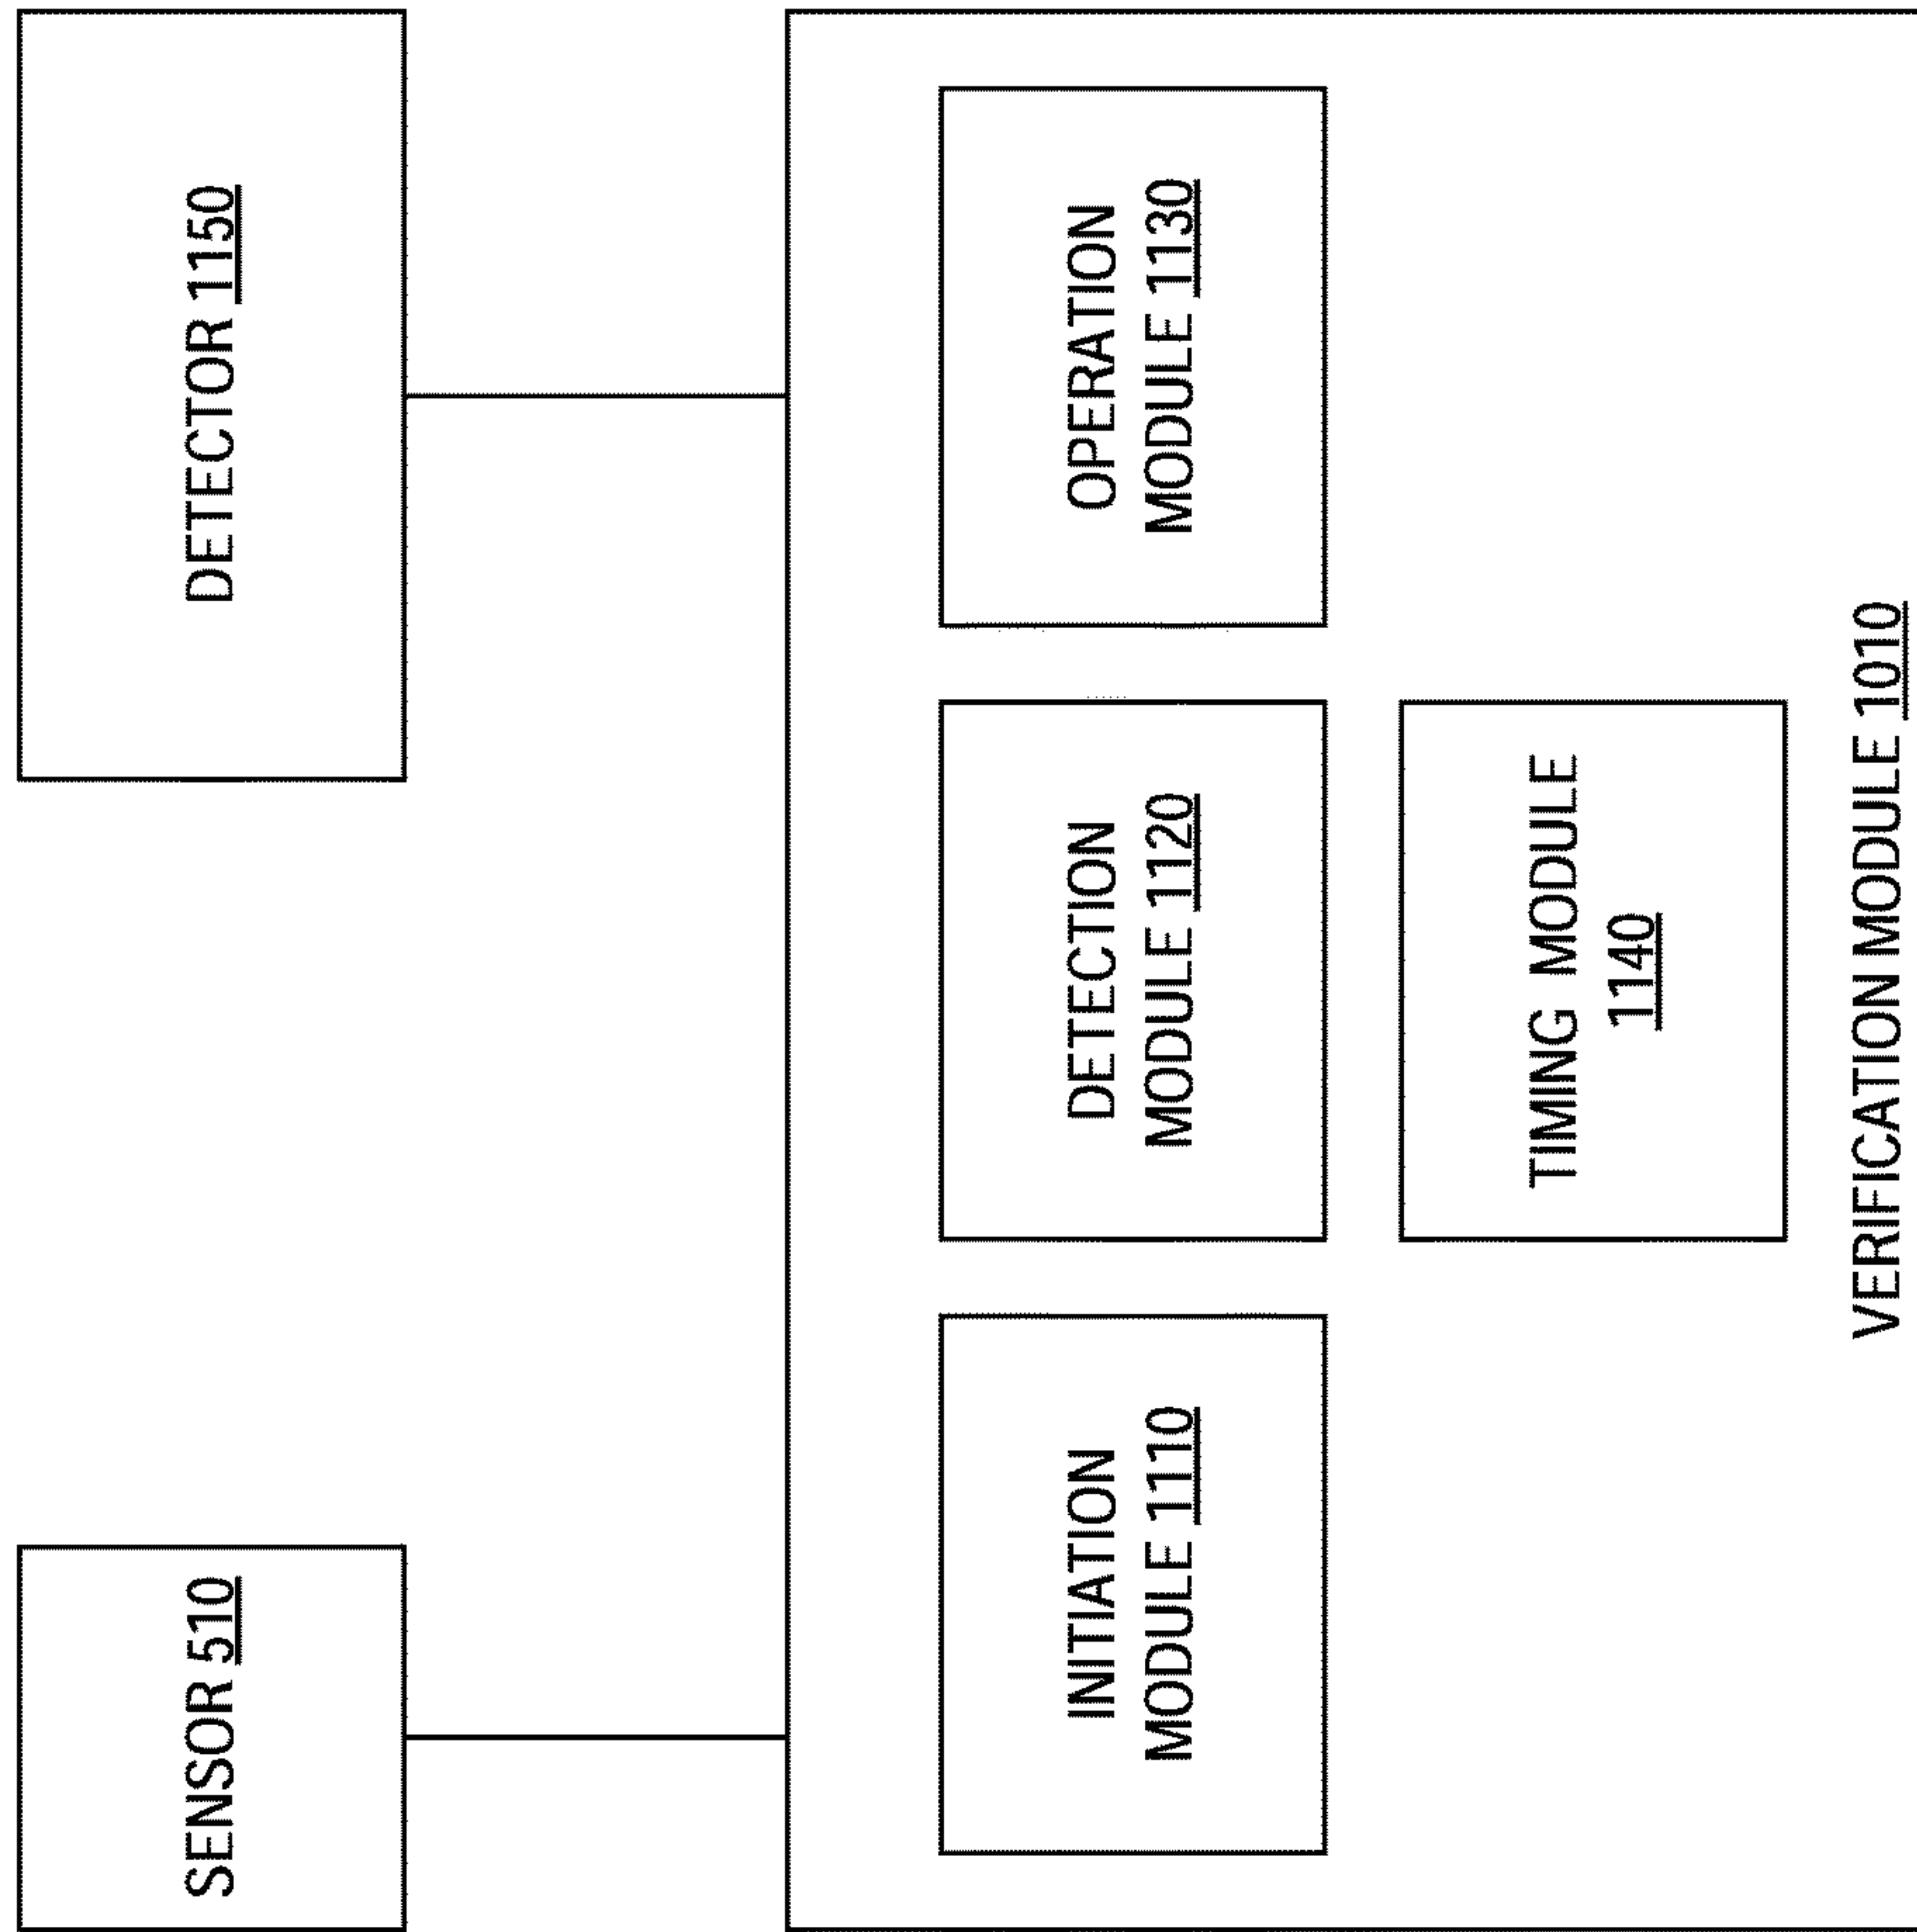 SENSOR 510
DETECTOR 1150
INITIATION
MODULE 1110
DETECTION
MODULE 1120
OPERATION
MODULE 1130
TIMING MODULE
1140
VERIFICATION MODULE 1010